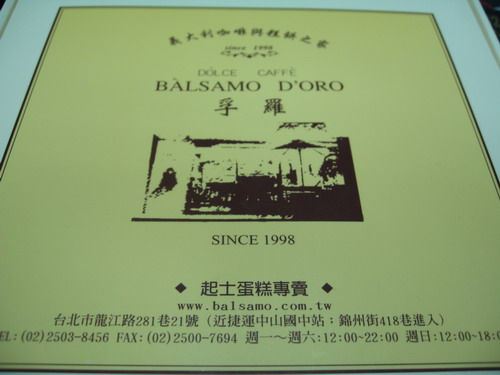 義大利咖啡與鬆餅之家
since 1998
DOLCE CAFFÈ
BÀLSAMO D'ORO
孚羅
SINCE 1998
◆ 起士蛋糕專賣 ◆
www.balsamo.com.tw
台北市龍江路281巷21號（近捷運中山國中站：錦州街418巷進入）
TEL:(02)2503-8456 FAX:(02)2500-7694 週一～週六:12:00~22:00 週日:12:00~18:0